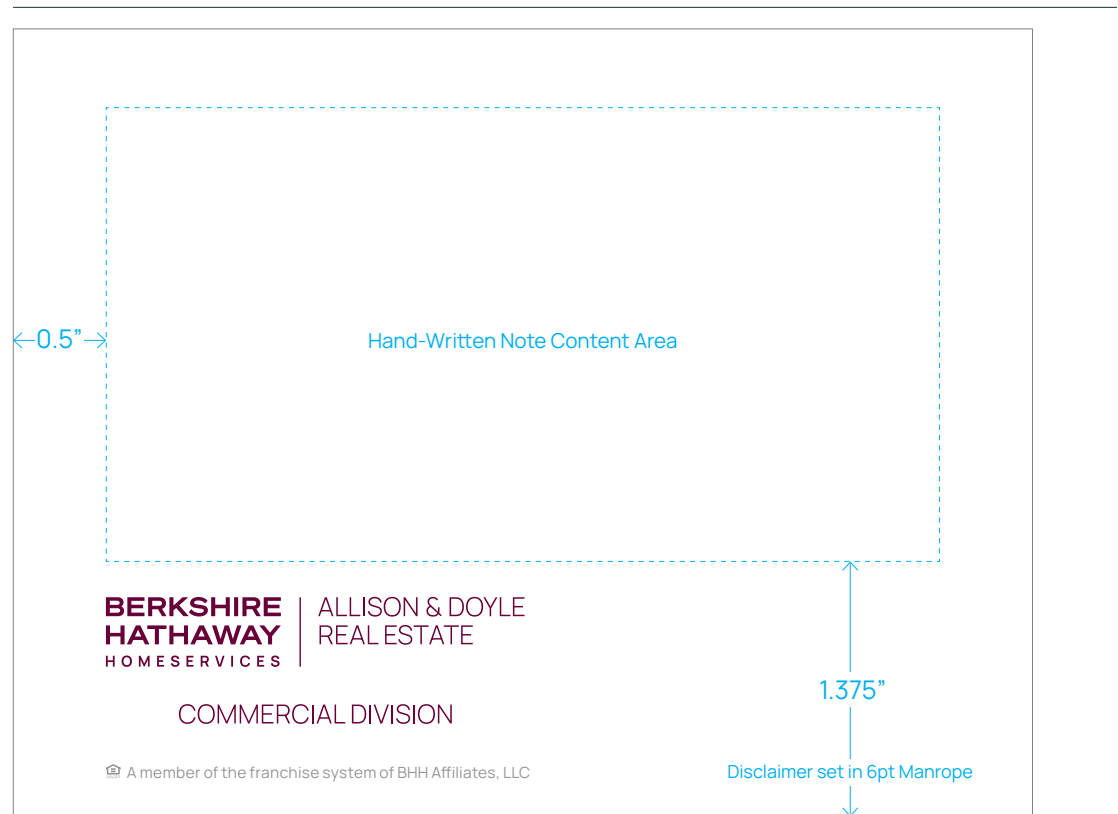 0.5”
Hand-Written Note Content Area
BERKSHIRE
HATHAWAY
HOMESERVICES
ALLISON & DOYLE
REAL ESTATE
1.375”
COMMERCIAL DIVISION
A member of the franchise system of BHH Affiliates, LLC
Disclaimer set in 6pt Manrope